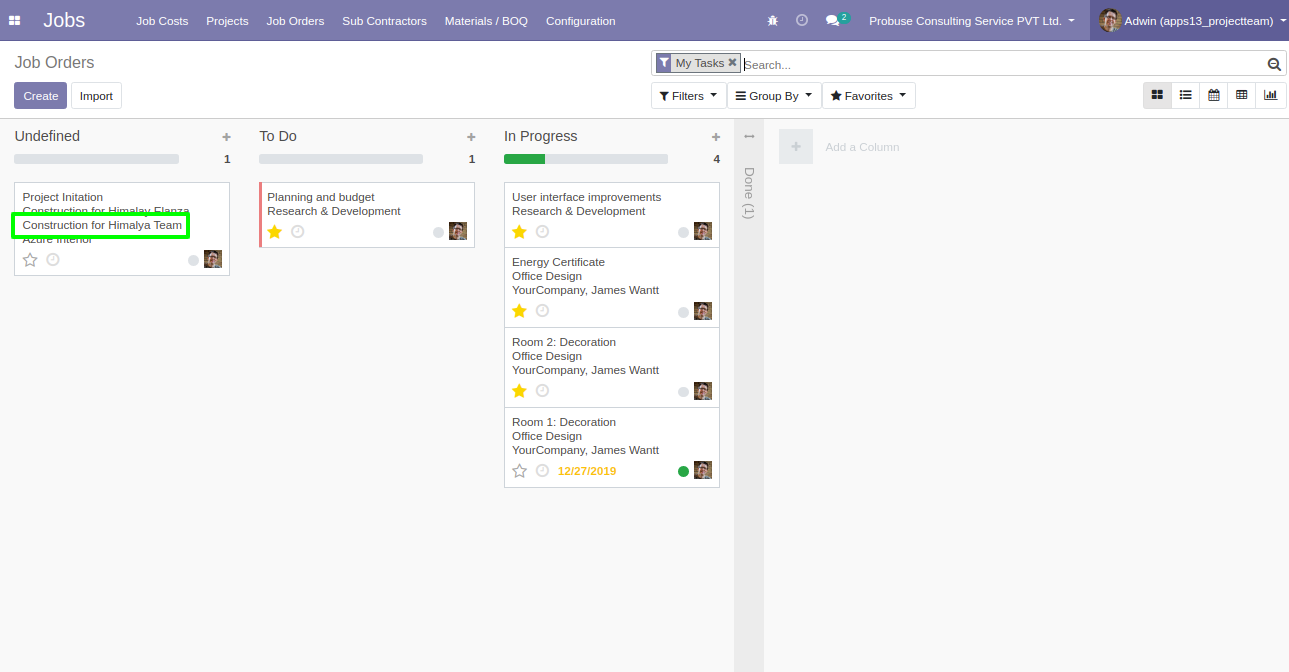 Jobs
Job Costs Projects Job Orders Sub Contractors Materials / BOQ Configuration
2
Probuse Consulting Service PVT Ltd.
Adwin (apps13_projectteam)
Job Orders
My Tasks
Search...
Create
Import
Filters
Group By
Favorites
Undefined
1
Project Initation
Construction for Himalay Elanza
Construction for Himalya Team
Azure Interior
To Do
1
Planning and budget
Research & Development
In Progress
4
User interface improvements
Research & Development
Energy Certificate
Office Design
YourCompany, James Wantt
Room 2: Decoration
Office Design
YourCompany, James Wantt
Room 1: Decoration
Office Design
YourCompany, James Wantt
12/27/2019
Done (1)
Add a Column